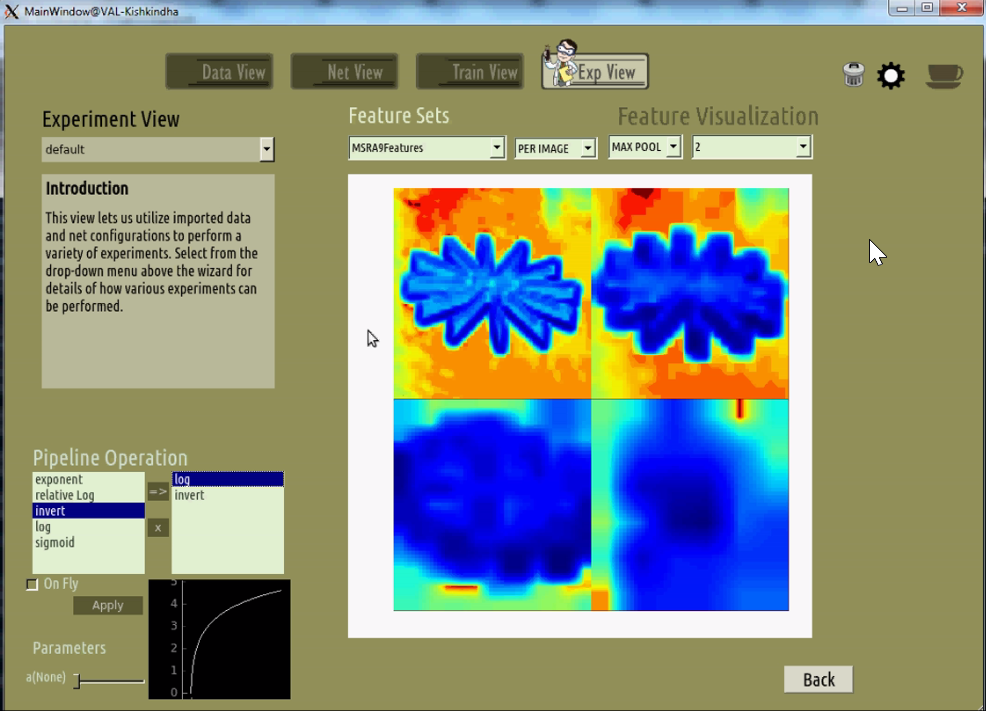 MainWindow@VAL-Kishkindha
Data View
Net View
Train View
Exp View
Experiment View
Feature Sets
Feature Visualization
default
MSRA9Features
PER IMAGE
MAX POOL
2
Introduction
This view lets us utilize imported data
and net configurations to perform a
variety of experiments. Select from the
drop-down menu above the wizard for
details of how various experiments can
be performed.
Pipeline Operation
exponent
relative Log
invert
log
sigmoid
=>
x
log
invert
On Fly
Apply
Parameters
a(None)
5
4
3
2
1
0
Back